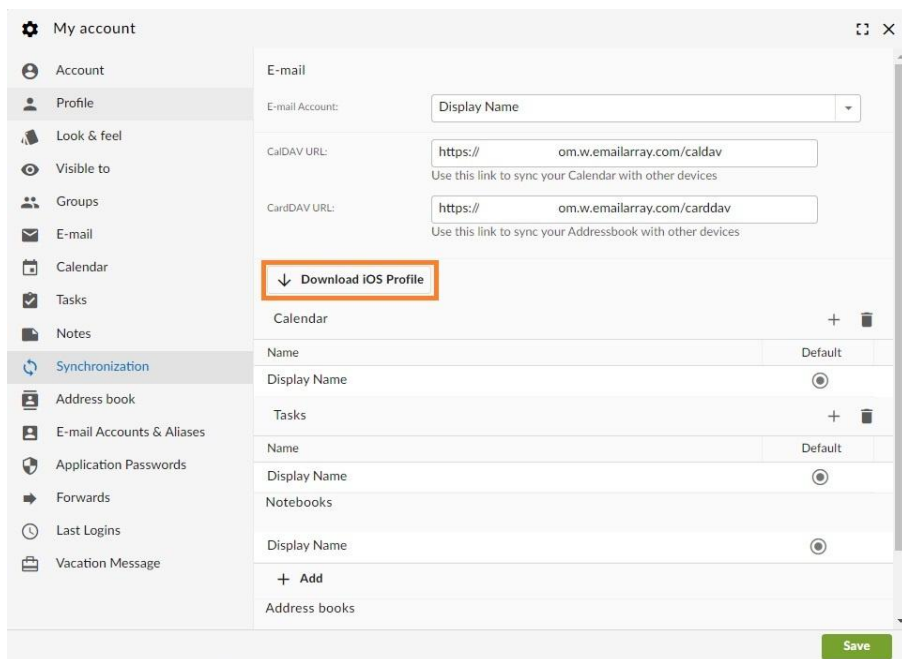 My account
Account
Profile
Look & feel
Visible to
Groups
E-mail
Calendar
Tasks
Notes
Synchronization
Address book
E-mail Accounts & Aliases
Application Passwords
Forwards
Last Logins
Vacation Message
E-mail
E-mail Account: Display Name
CalDAV URL: https:// om.w.emailarray.com/caldav
Use this link to sync your Calendar with other devices
CardDAV URL: https:// om.w.emailarray.com/carddav
Use this link to sync your Addressbook with other devices
Download iOS Profile
Calendar
Name Default
Display Name
Tasks
Name Default
Display Name
Notebooks
Display Name
+ Add
Address books
Save